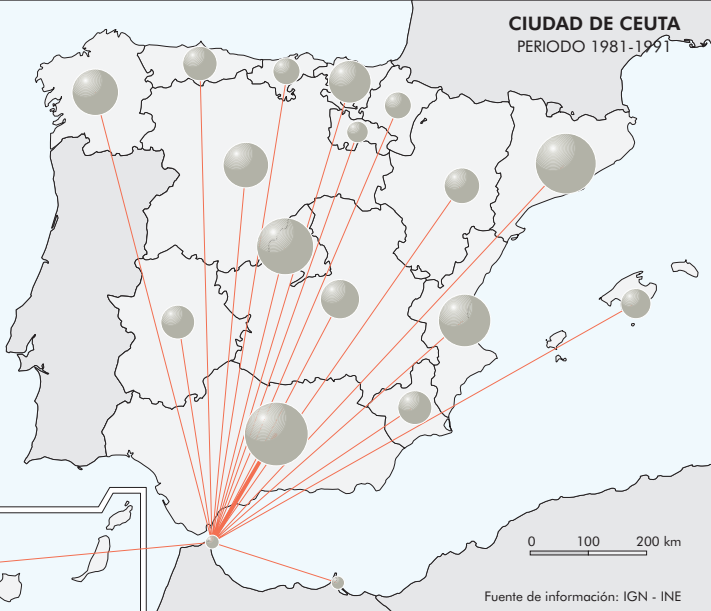 CIUDAD DE CEUTA
PERIODO 1981-1991
0 100 200 km
Fuente de información: IGN - INE